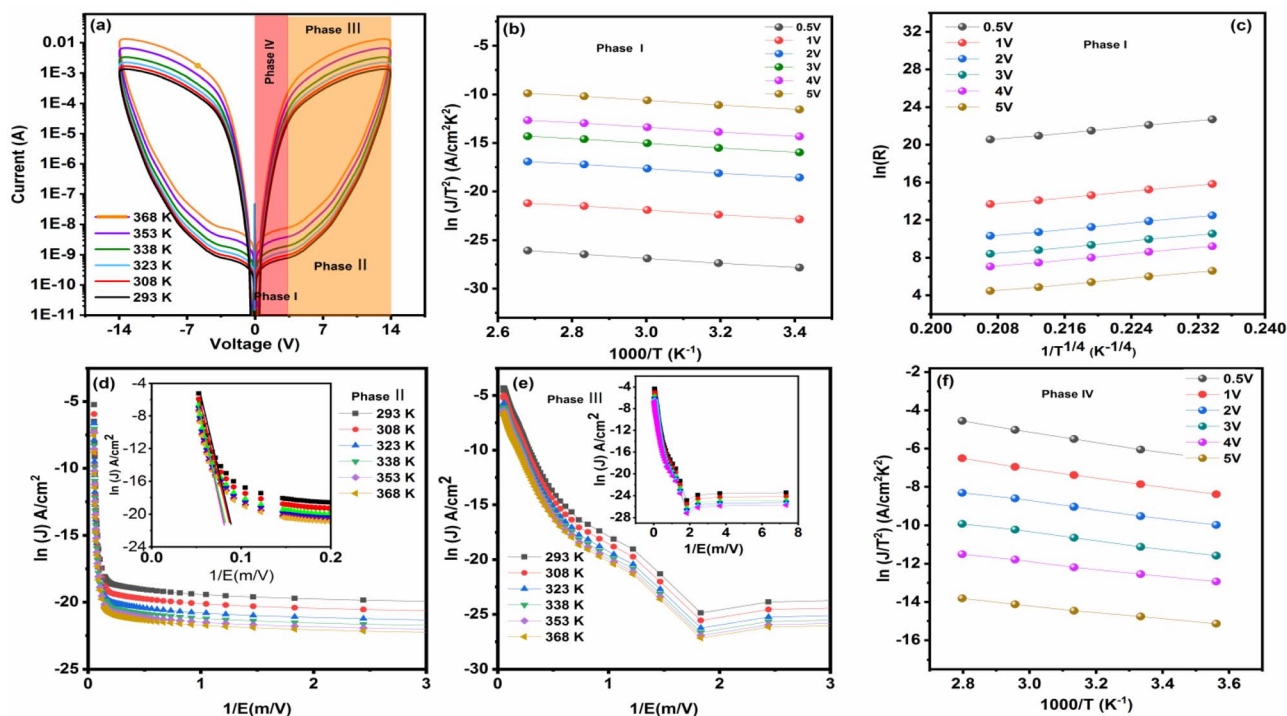 (a)
Phase III
Phase IV
Phase II
Phase I
0.01
1E-3
1E-4
1E-5
1E-6
1E-7
1E-8
1E-9
1E-10
1E-11
Current (A)
368 K
353 K
338 K
323 K
308 K
293 K
-14
-7
0
7
14
Voltage (V)
(b)
Phase I
0.5V
1V
2V
3V
4V
5V
-5
-10
-15
-20
-25
-30
ln (J/T²) (A/cm²K²)
2.6
2.8
3.0
3.2
3.4
1000/T (K⁻¹)
(c)
Phase I
0.5V
1V
2V
3V
4V
5V
32
28
24
20
16
12
8
4
ln(R)
0.200
0.208
0.216
0.224
0.232
0.240
1/T^1/4 (K^-1/4)
(d)
Phase II
293 K
308 K
323 K
338 K
353 K
368 K
-5
-10
-15
-20
-25
ln (J) A/cm²
0
1
2
3
1/E(m/V)
-4
-8
-12
-16
-20
-24
ln (J) A/cm²
0.0
0.1
0.2
1/E(m/V)
(e)
Phase III
293 K
308 K
323 K
338 K
353 K
368 K
-5
-10
-15
-20
-25
-30
ln (J) A/cm²
0
1
2
3
1/E(m/V)
-4
-8
-12
-16
-20
-24
-28
ln (J) A/cm²
0
2
4
6
8
1/E(m/V)
(f)
Phase IV
0.5V
1V
2V
3V
4V
5V
-2
-4
-6
-8
-10
-12
-14
-16
ln (J/T²) (A/cm²K²)
2.8
3.0
3.2
3.4
3.6
1000/T (K⁻¹)